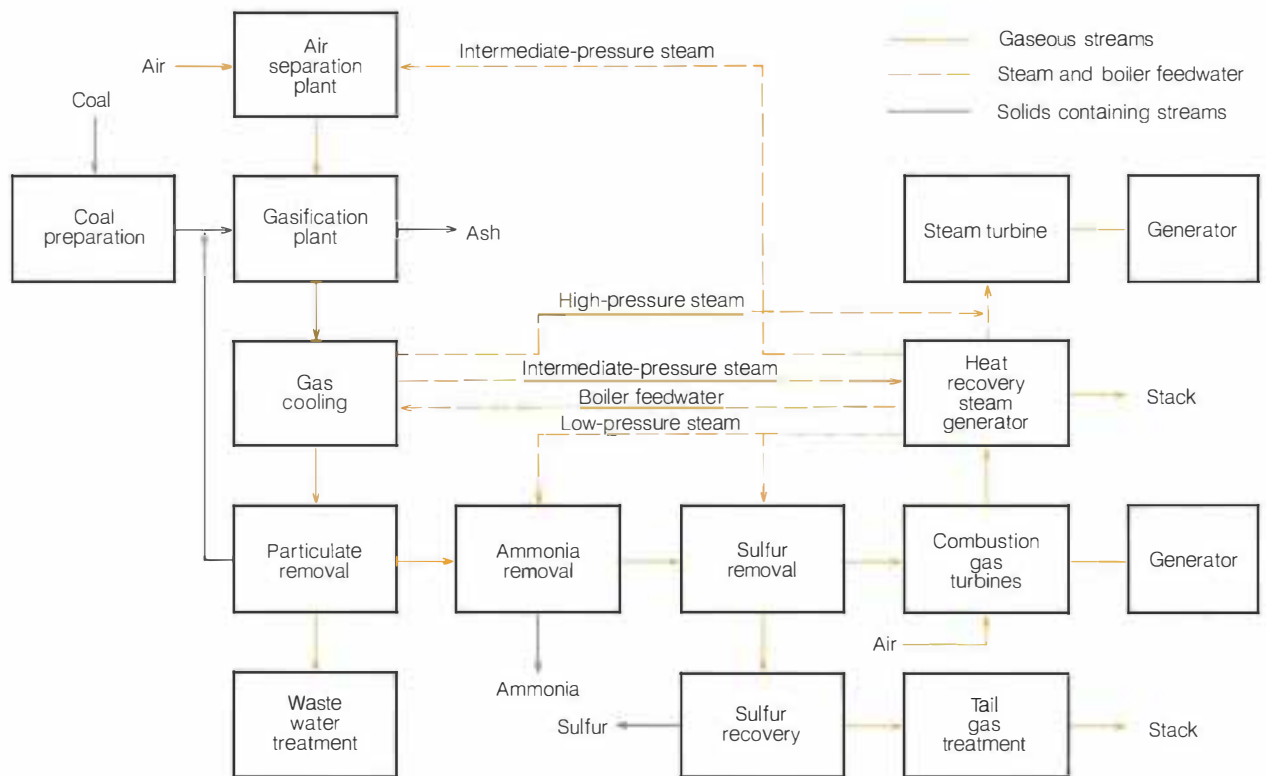 Air
Air
separation
plant
Intermediate-pressure steam
Gaseous streams
Steam and boiler feedwater
Solids containing streams
Coal
Coal
preparation
Gasification
plant
Ash
Steam turbine
Generator
High-pressure steam
Gas
cooling
Intermediate-pressure steam
Boiler feedwater
Low-pressure steam
Heat
recovery
steam
generator
Stack
Particulate
removal
Ammonia
removal
Sulfur
removal
Combustion
gas
turbines
Generator
Air
Waste
water
treatment
Ammonia
Sulfur
Sulfur
recovery
Tail
gas
treatment
Stack